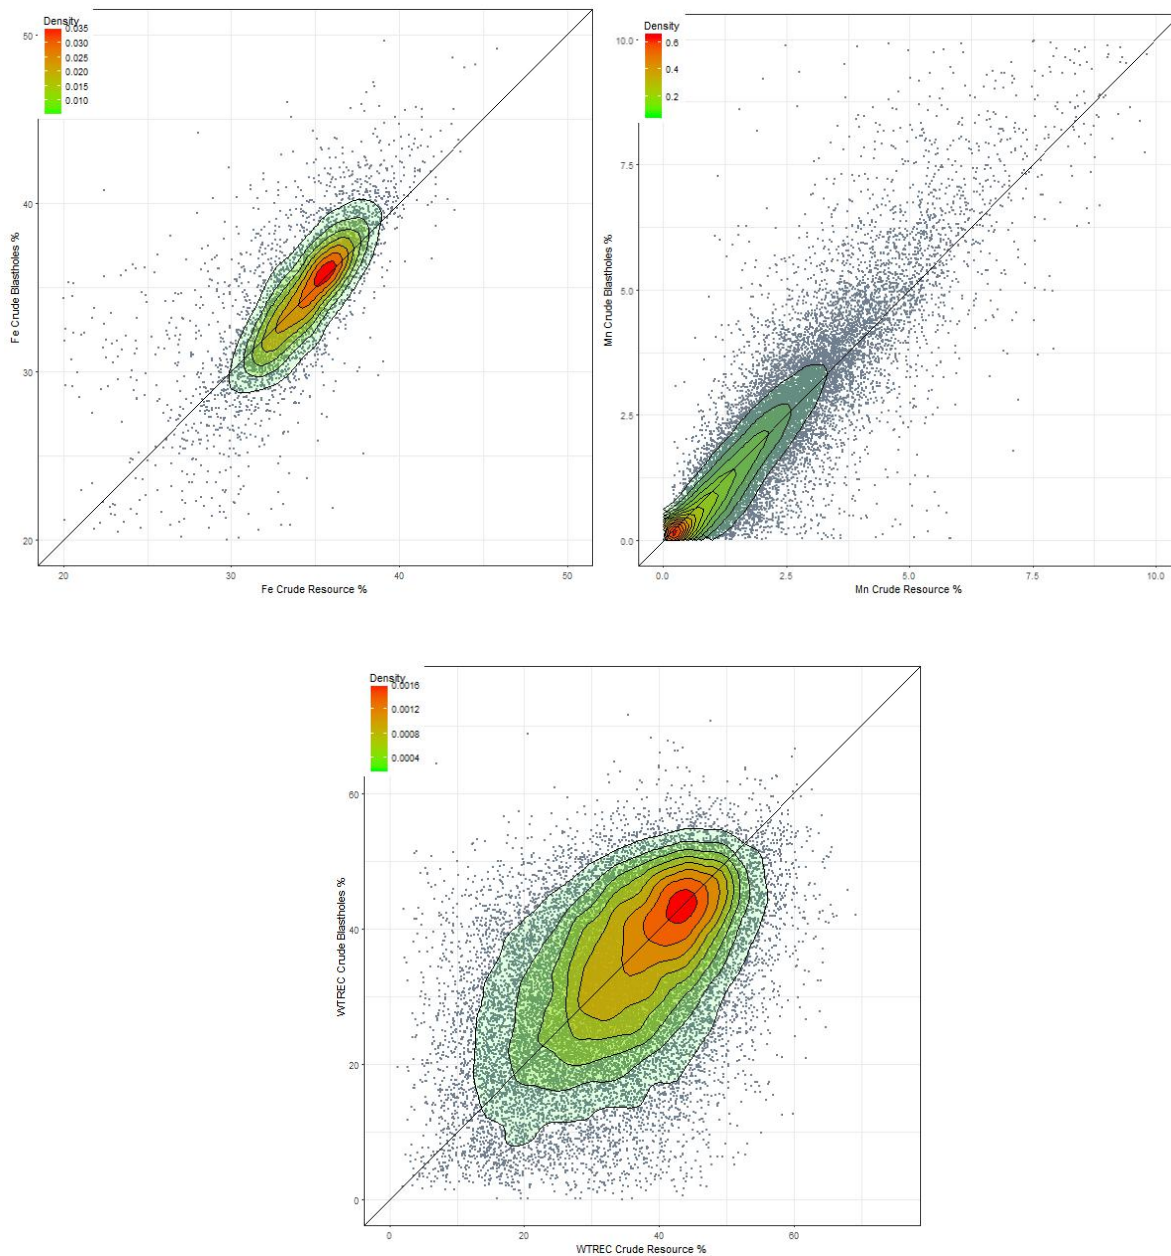 Density
0.035
0.030
0.025
0.020
0.015
0.010
50
40
30
20
Fe Crude Blastholes %
20 30 40 50
Fe Crude Resource %
Density
0.6
0.4
0.2
10.0
7.5
5.0
2.5
0.0
Mn Crude Blastholes %
0.0 2.5 5.0 7.5 10.0
Mn Crude Resource %
Density
0.0016
0.0012
0.0008
0.0004
60
40
20
0
WTREC Crude Blastholes %
0 20 40 60
WTREC Crude Resource %